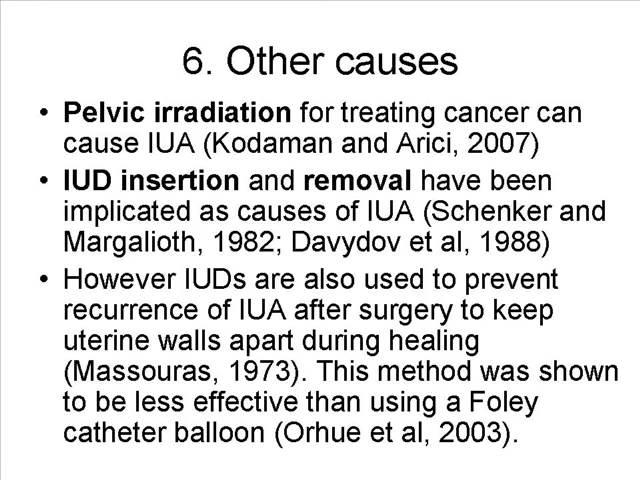 6. Other causes
• Pelvic irradiation for treating cancer can
cause IUA (Kodaman and Arici, 2007)
• IUD insertion and removal have been
implicated as causes of IUA (Schenker and
Margalioth, 1982; Davydov et al, 1988)
• However IUDs are also used to prevent
recurrence of IUA after surgery to keep
uterine walls apart during healing
(Massouras, 1973). This method was shown
to be less effective than using a Foley
catheter balloon (Orhue et al, 2003).